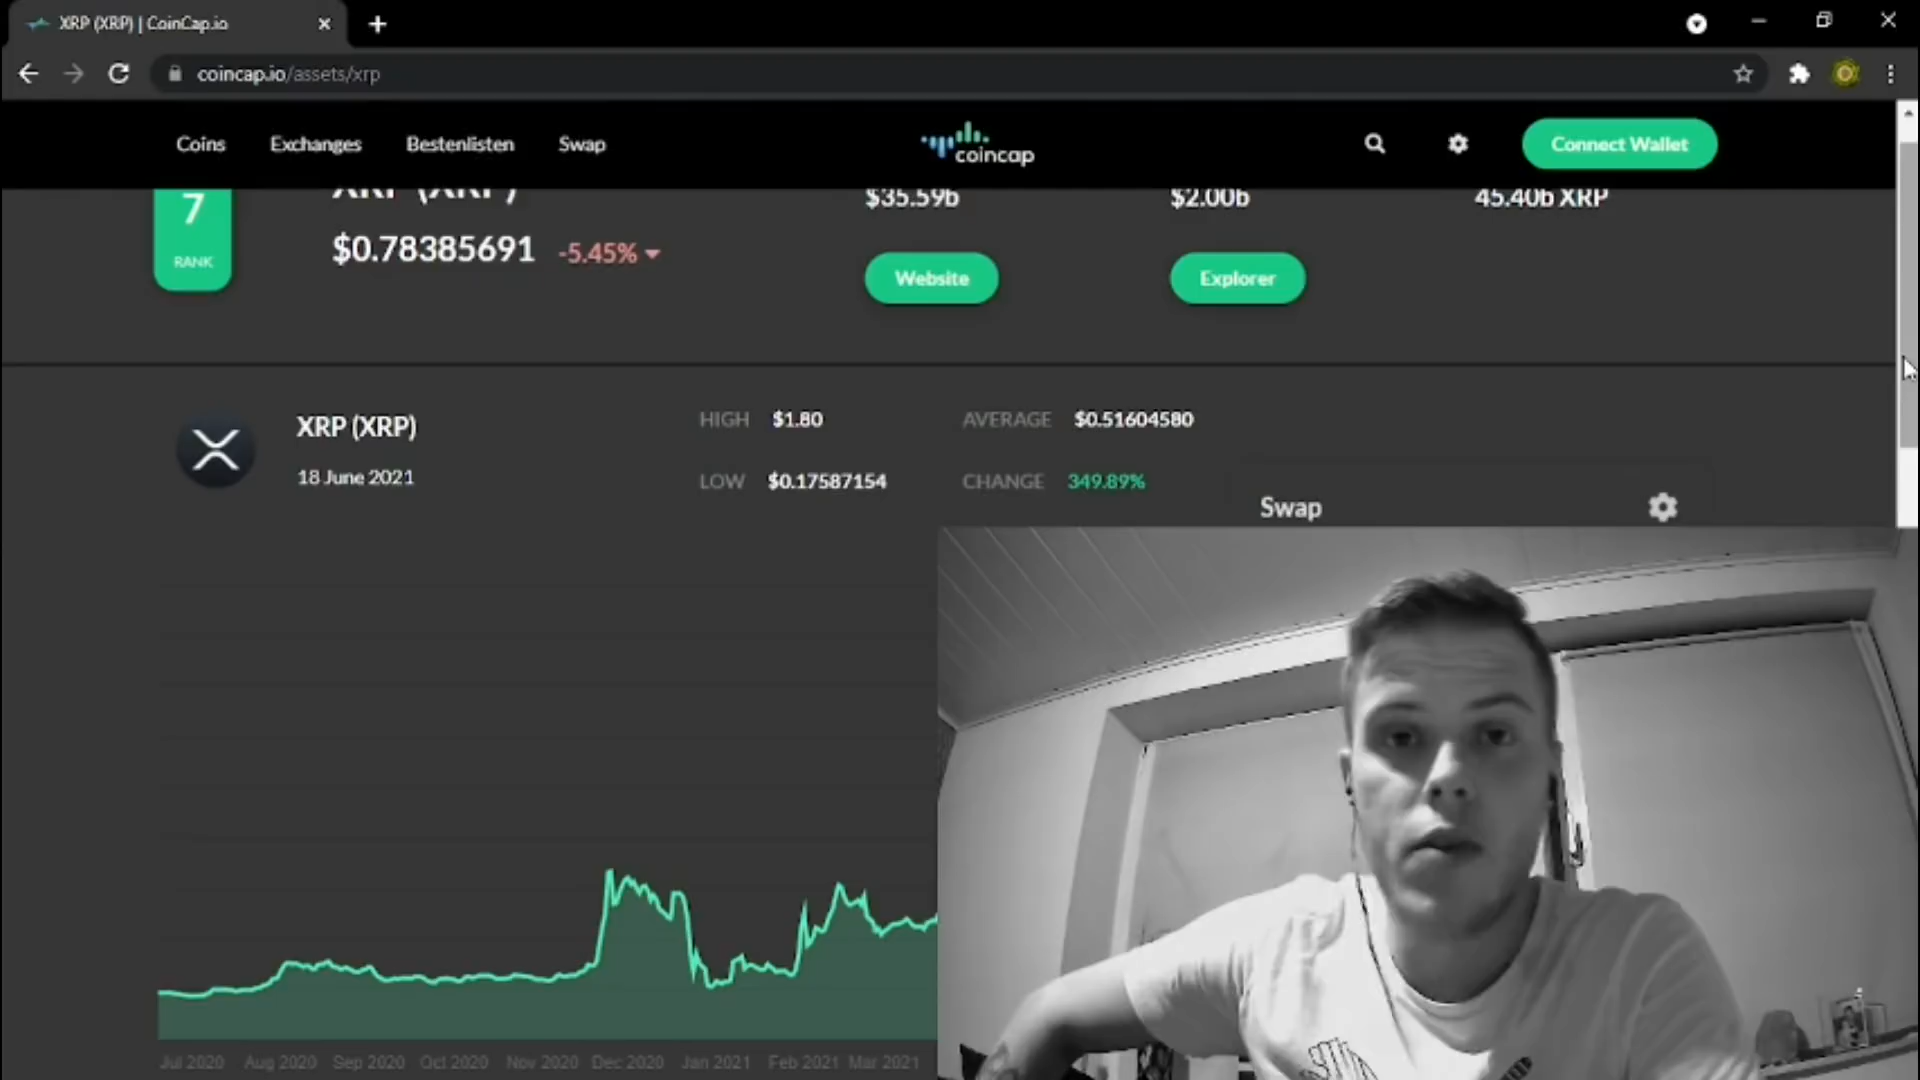 XRP (XRP) | CoinCap.io
coincap.io/assets/xrp
Coins Exchanges Bestenlisten Swap
coincap
Connect Wallet
7
RANK
XRP (XRP)
$0.78385691 -5.45%
$35.59b
$2.00b
45.40b XRP
Website
Explorer
XRP (XRP)
18 June 2021
HIGH $1.80
AVERAGE $0.51604580
LOW $0.17587154
CHANGE 349.89%
Swap
Jul 2020 Aug 2020 Sep 2020 Oct 2020 Nov 2020 Dec 2020 Jan 2021 Feb 2021 Mar 2021